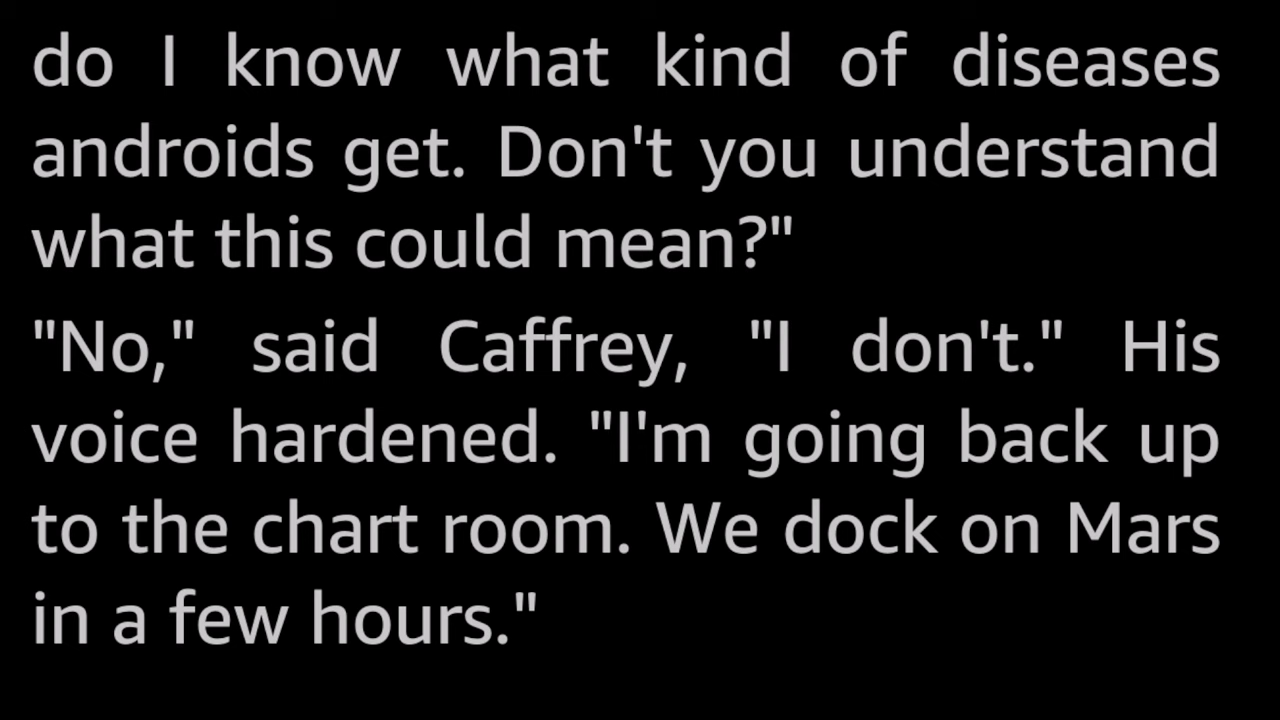 do I know what kind of diseases
androids get. Don't you understand
what this could mean?"
"No," said Caffrey, "I don't." His
voice hardened. "I'm going back up
to the chart room. We dock on Mars
in a few hours."